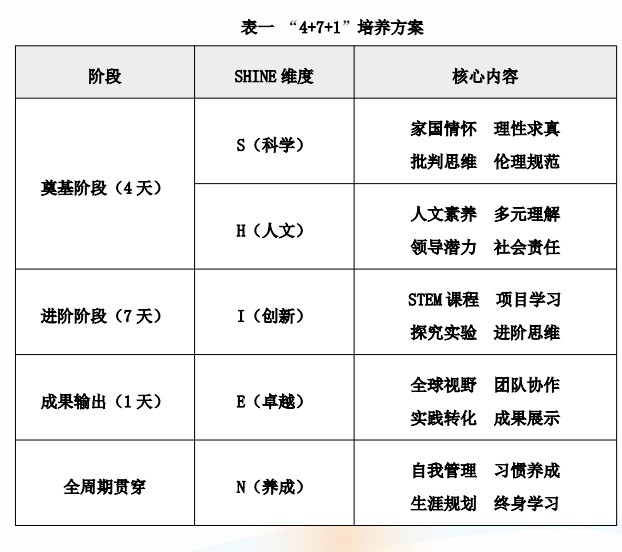 表一 “4+7+1”培养方案
阶段 SHINE 维度 核心内容
奠基阶段（4 天）
S（科学）
家国情怀 理性求真
批判思维 伦理规范
H（人文）
人文素养 多元理解
领导潜力 社会责任
进阶阶段（7 天）
I（创新）
STEM 课程 项目学习
探究实验 进阶思维
成果输出（1 天）
E（卓越）
全球视野 团队协作
实践转化 成果展示
全周期贯穿
N（养成）
自我管理 习惯养成
生涯规划 终身学习